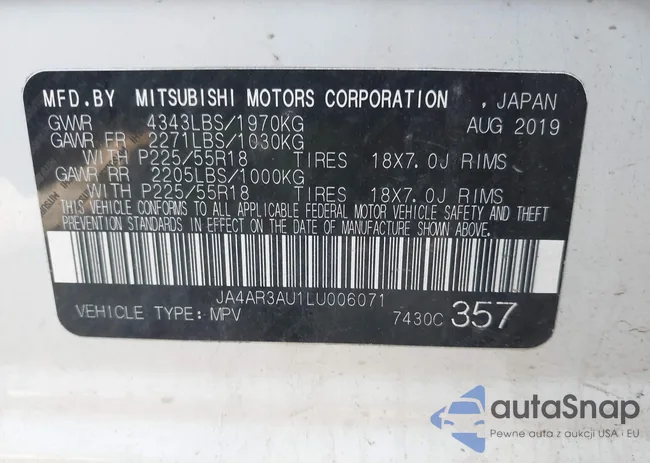 MFD.BY MITSUBISHI MOTORS CORPORATION , JAPAN
GVWR 4343LBS/1970KG AUG 2019
GAWR FR 2271LBS/1030KG
WITH P225/55R18 TIRES 18X7.0J RIMS
GAWR RR 2205LBS/1000KG
WITH P225/55R18 TIRES 18X7.0J RIMS
THIS VEHICLE CONFORMS TO ALL APPLICABLE FEDERAL MOTOR VEHICLE SAFETY AND THEFT
PREVENTION STANDARDS IN EFFECT ON THE DATE OF MANUFACTURE SHOWN ABOVE.
JA4AR3AU1LU006071
VEHICLE TYPE: MPV 7430C 357
autoSnap
Pewne auta z aukcji USA i EU